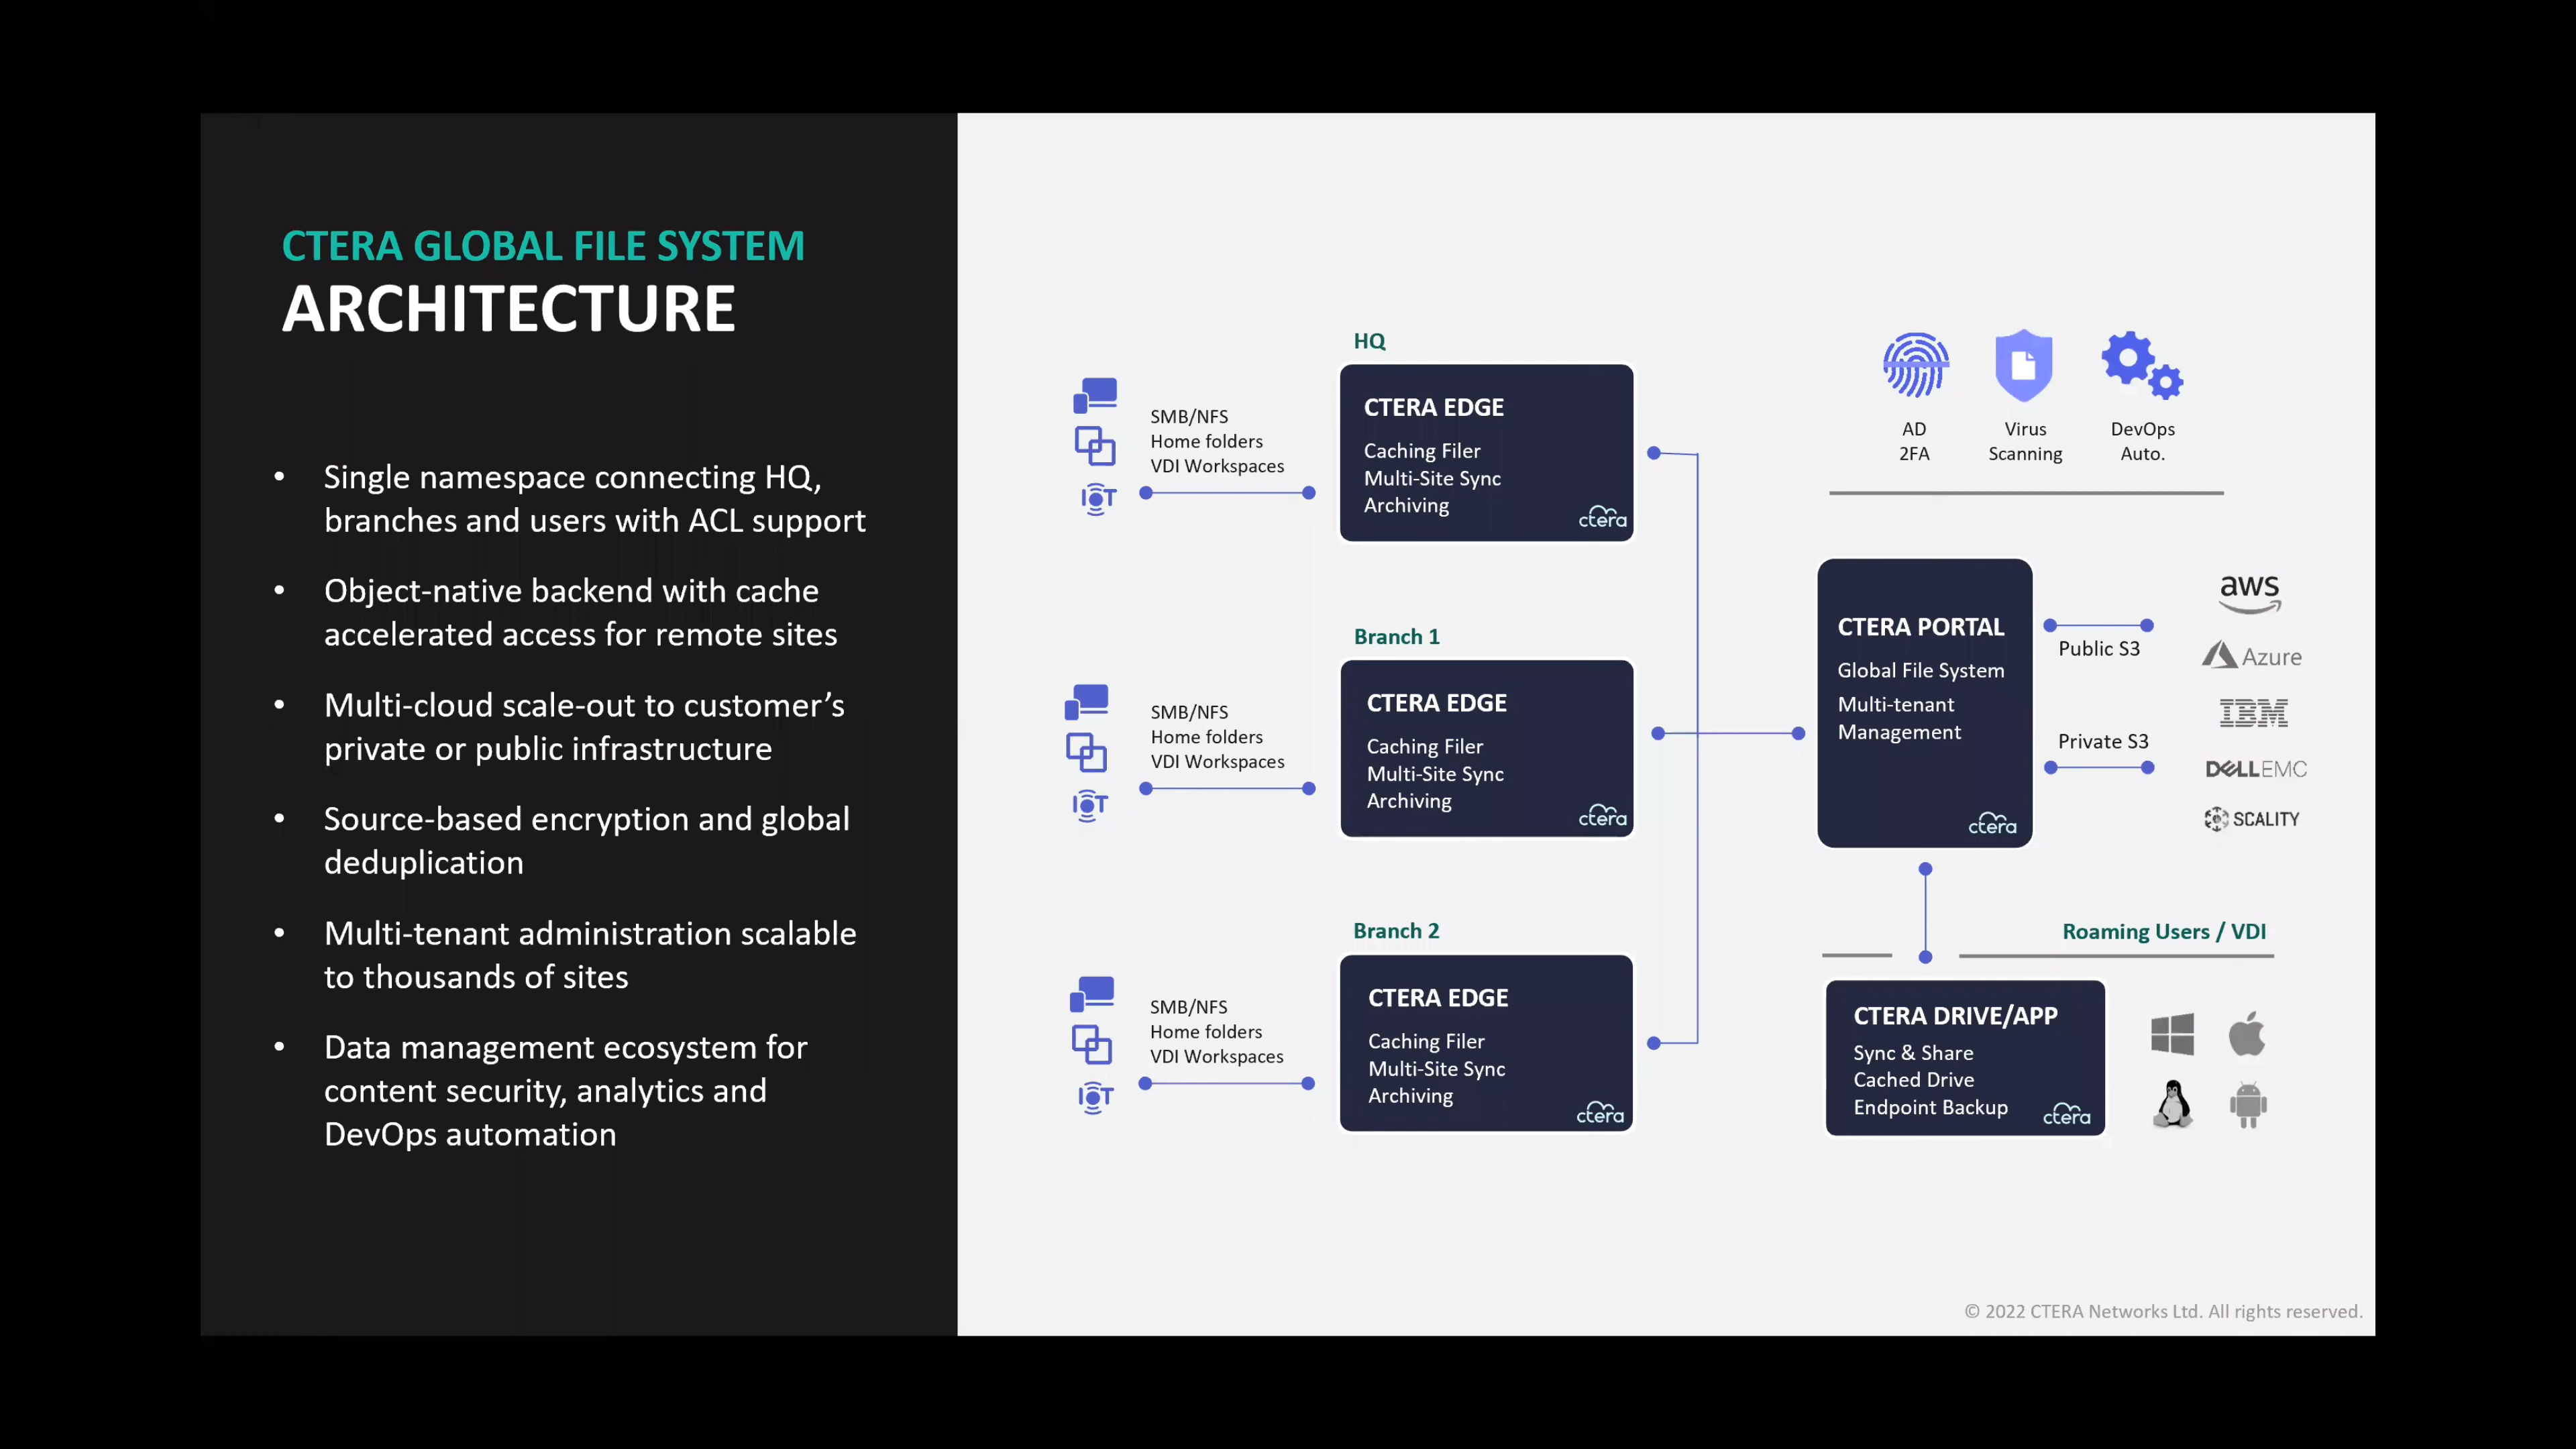 CTERA GLOBAL FILE SYSTEM
ARCHITECTURE
• Single namespace connecting HQ,
branches and users with ACL support
• Object-native backend with cache
accelerated access for remote sites
• Multi-cloud scale-out to customer’s
private or public infrastructure
• Source-based encryption and global
deduplication
• Multi-tenant administration scalable
to thousands of sites
• Data management ecosystem for
content security, analytics and
DevOps automation
HQ
SMB/NFS
Home folders
VDI Workspaces
IOT
CTERA EDGE
Caching Filer
Multi-Site Sync
Archiving
ctera
Branch 1
SMB/NFS
Home folders
VDI Workspaces
IOT
CTERA EDGE
Caching Filer
Multi-Site Sync
Archiving
ctera
Branch 2
SMB/NFS
Home folders
VDI Workspaces
IOT
CTERA EDGE
Caching Filer
Multi-Site Sync
Archiving
ctera
AD
2FA
Virus
Scanning
DevOps
Auto.
CTERA PORTAL
Global File System
Multi-tenant
Management
ctera
Public S3
Private S3
aws
Azure
IBM
DELLEMC
SCALITY
Roaming Users / VDI
CTERA DRIVE/APP
Sync & Share
Cached Drive
Endpoint Backup
ctera
© 2022 CTERA Networks Ltd. All rights reserved.